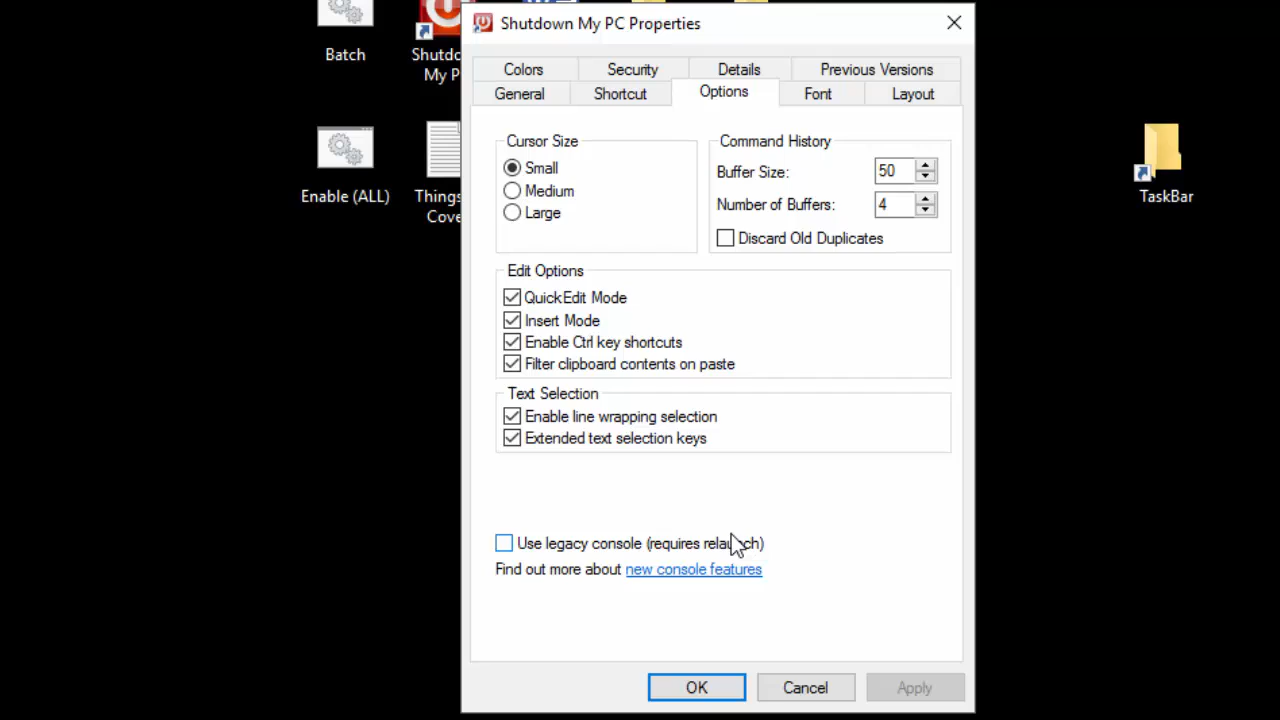 Batch
Shutdo
My P
Enable (ALL)
Things
Cove
TaskBar
Shutdown My PC Properties
Colors Security Details Previous Versions
General Shortcut Options Font Layout
Cursor Size
Small
Medium
Large
Command History
Buffer Size: 50
Number of Buffers: 4
Discard Old Duplicates
Edit Options
QuickEdit Mode
Insert Mode
Enable Ctrl key shortcuts
Filter clipboard contents on paste
Text Selection
Enable line wrapping selection
Extended text selection keys
Use legacy console (requires relaunch)
Find out more about new console features
OK Cancel Apply